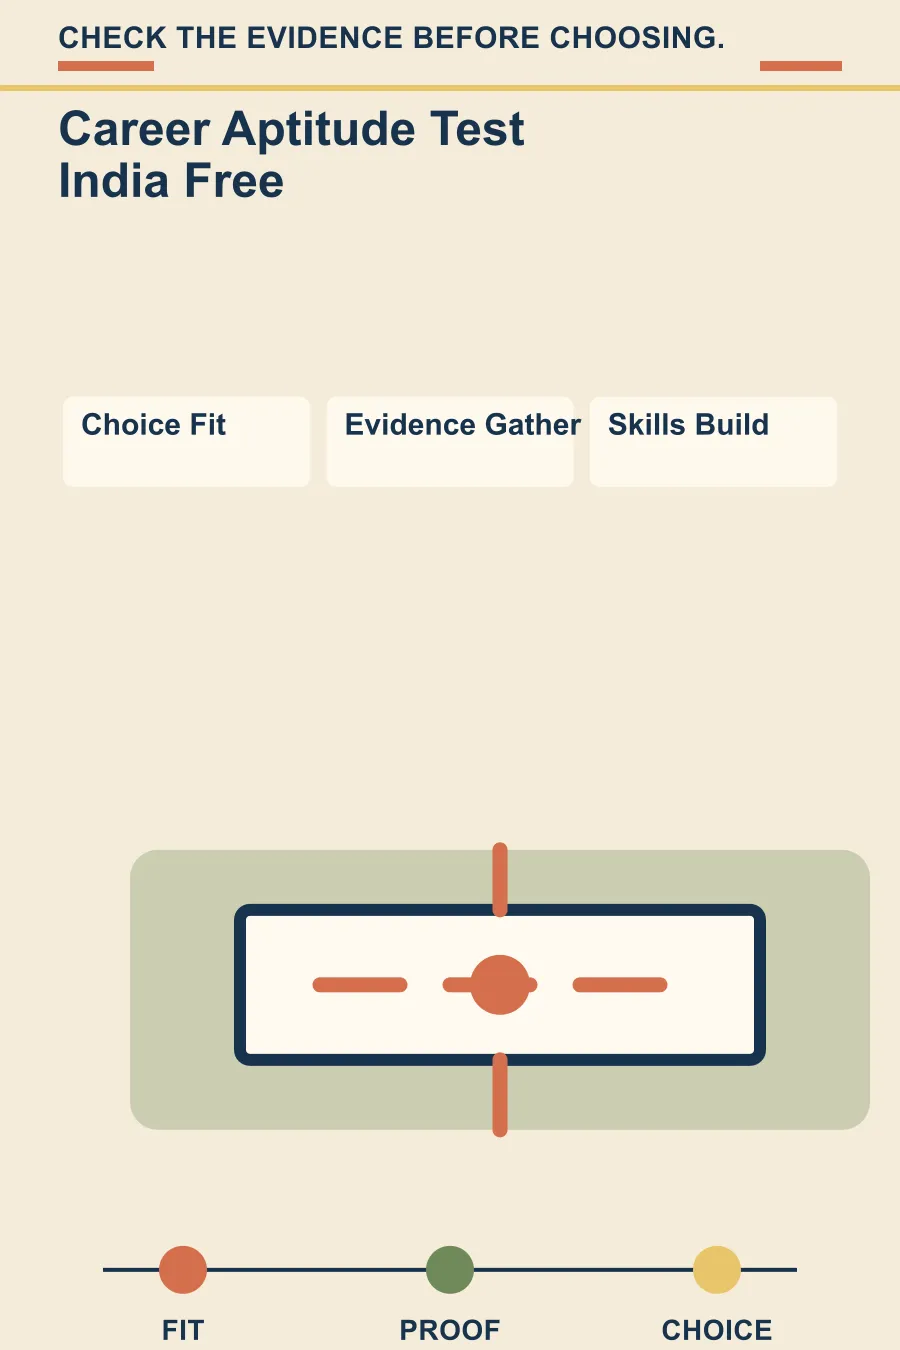 CHECK THE EVIDENCE BEFORE CHOOSING.
Career Aptitude Test
India Free
Choice Fit
Evidence Gather
Skills Build
FIT
PROOF
CHOICE